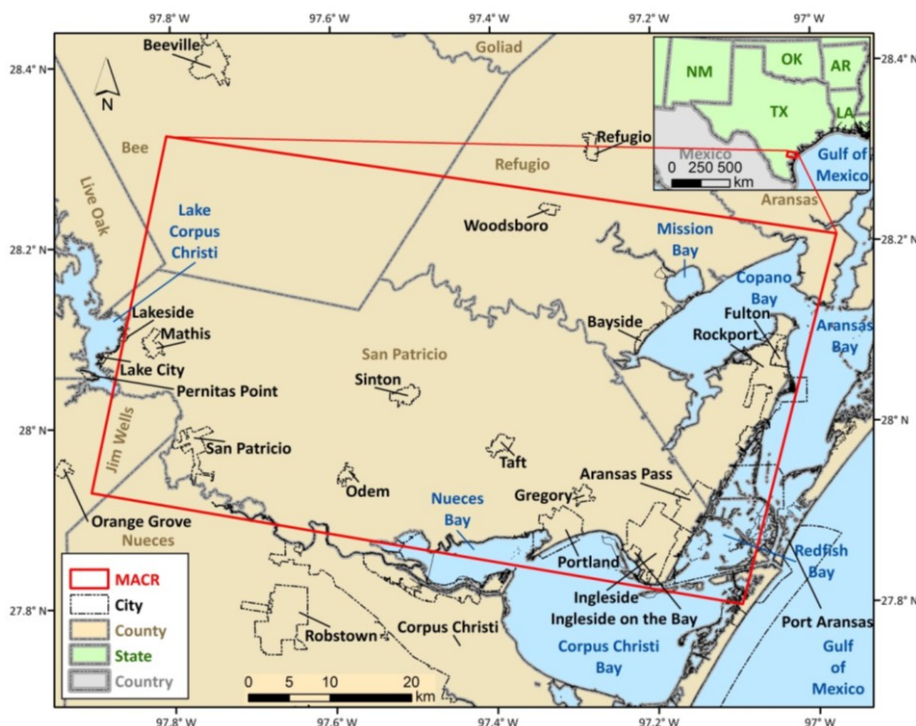 97.8° W
97.6° W
97.4° W
97.2° W
97° W
28.4° N
28.2° N
28° N
27.8° N
28.4° N
28.2° N
28° N
27.8° N
97.8° W
97.6° W
97.4° W
97.2° W
97° W
Beeville
Goliad
N
Bee
Refugio
Refugio
Live Oak
Lake
Corpus
Christi
Woodsboro
Aransas
Mission
Bay
Copano
Bay
Fulton
Rockport
Aransas
Bay
Bayside
Lakeside
Mathis
Lake City
Pernitas Point
San Patricio
Sinton
Jim Wells
San Patricio
Odem
Taft
Aransas Pass
Gregory
Nueces
Bay
Orange Grove
Nueces
Portland
Redfish
Bay
Ingleside
Ingleside on the Bay
Port Aransas
Robstown
Corpus Christi
Corpus Christi
Bay
Gulf
of
Mexico
NM
OK
AR
TX
LA
Mexico
Gulf of
Mexico
0 250 500
km
MACR
City
County
State
Country
0 5 10 20
km